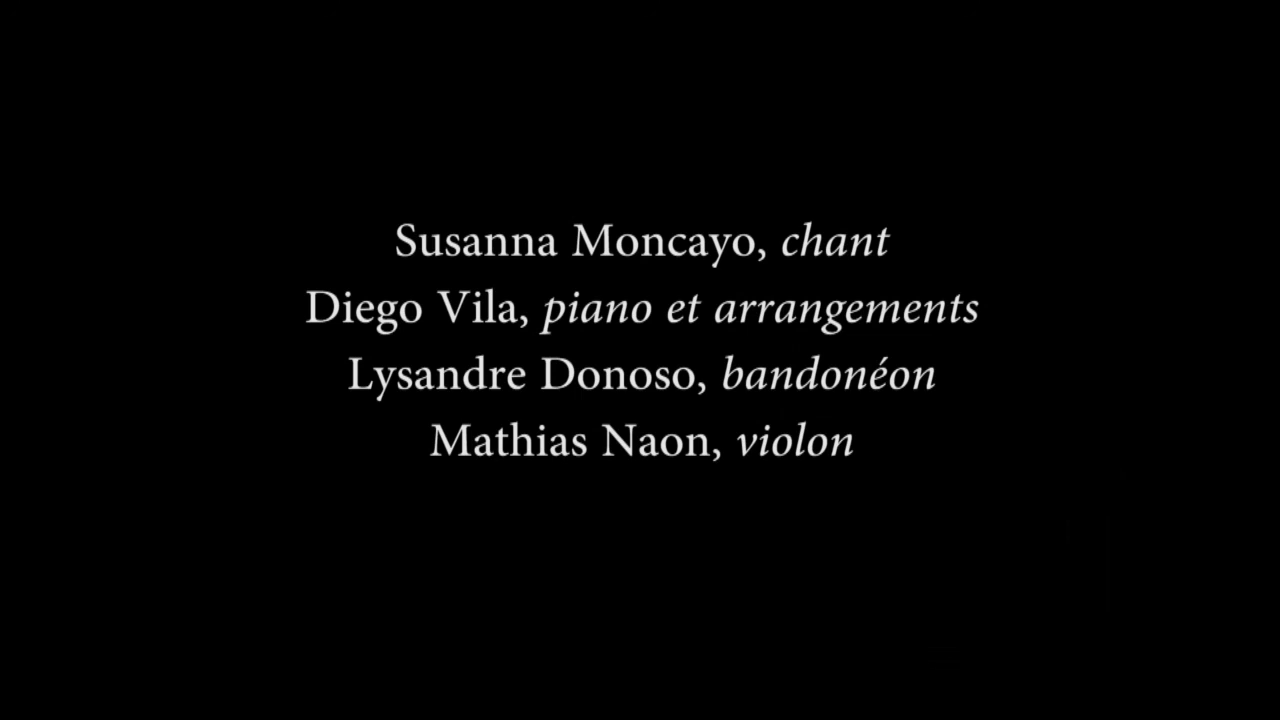 Susanna Moncayo, chant
Diego Vila, piano et arrangements
Lysandre Donoso, bandonéon
Mathias Naon, violon